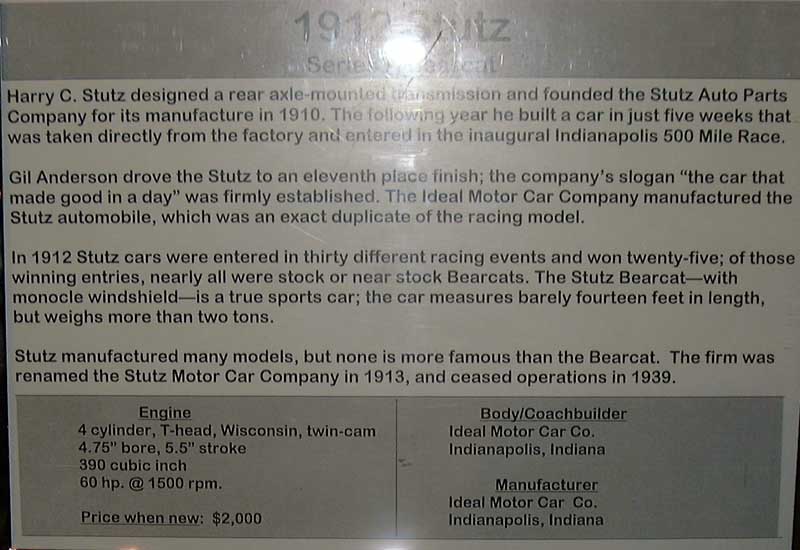 1912 Stutz
Series Bearcat
Harry C. Stutz designed a rear axle-mounted transmission and founded the Stutz Auto Parts
Company for its manufacture in 1910. The following year he built a car in just five weeks that
was taken directly from the factory and entered in the inaugural Indianapolis 500 Mile Race.
Gil Anderson drove the Stutz to an eleventh place finish; the company's slogan "the car that
made good in a day" was firmly established. The Ideal Motor Car Company manufactured the
Stutz automobile, which was an exact duplicate of the racing model.
In 1912 Stutz cars were entered in thirty different racing events and won twenty-five; of those
winning entries, nearly all were stock or near stock Bearcats. The Stutz Bearcat—with
monocle windshield—is a true sports car; the car measures barely fourteen feet in length,
but weighs more than two tons.
Stutz manufactured many models, but none is more famous than the Bearcat. The firm was
renamed the Stutz Motor Car Company in 1913, and ceased operations in 1939.
Engine
4 cylinder, T-head, Wisconsin, twin-cam
4.75" bore, 5.5" stroke
390 cubic inch
60 hp. @ 1500 rpm.
Price when new: $2,000
Body/Coachbuilder
Ideal Motor Car Co.
Indianapolis, Indiana
Manufacturer
Ideal Motor Car Co.
Indianapolis, Indiana